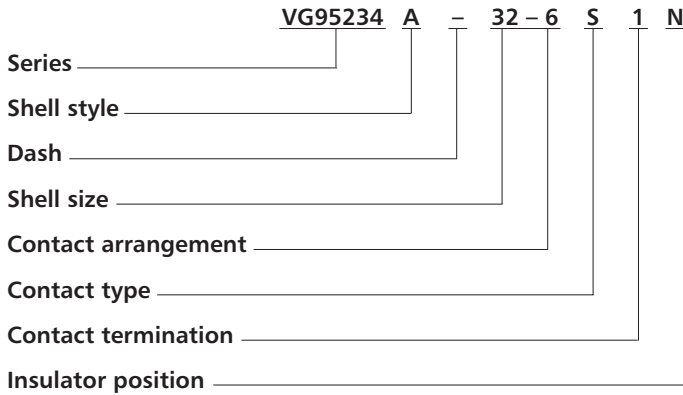 VG95234 A – 32 – 6 S 1 N
Series
Shell style
Dash
Shell size
Contact arrangement
Contact type
Contact termination
Insulator position